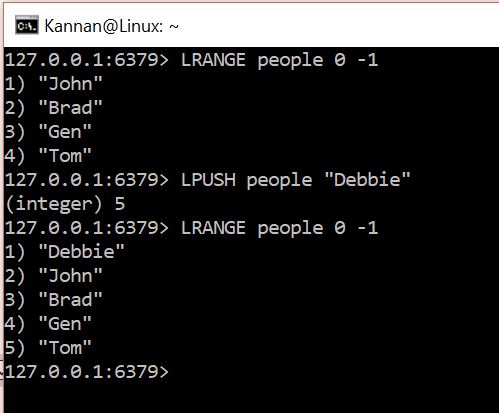 Kannan@Linux: ~
127.0.0.1:6379> LRANGE people 0 -1
1) "John"
2) "Brad"
3) "Gen"
4) "Tom"
127.0.0.1:6379> LPUSH people "Debbie"
(integer) 5
127.0.0.1:6379> LRANGE people 0 -1
1) "Debbie"
2) "John"
3) "Brad"
4) "Gen"
5) "Tom"
127.0.0.1:6379>